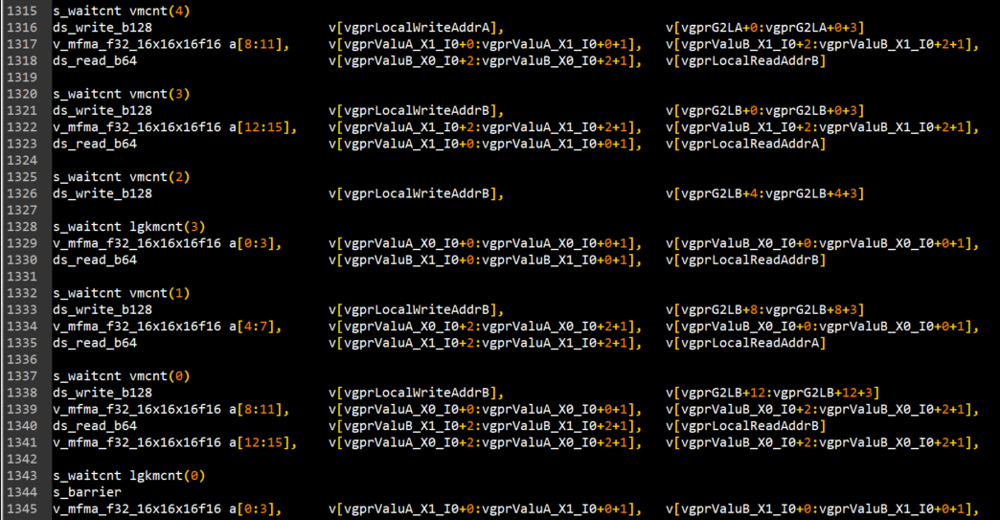 1315 s_waitcnt vmcnt(4)
1316 ds_write_b128 v[vgprLocalWriteAddrA], v[vgprG2LA+0:vgprG2LA+0+3]
1317 v_mfma_f32_16x16x16f16 a[8:11], v[vgprValuA_X1_I0+0:vgprValuA_X1_I0+0+1], v[vgprValuB_X1_I0+2:vgprValuB_X1_I0+2+1],
1318 ds_read_b64 v[vgprValuB_X0_I0+2:vgprValuB_X0_I0+2+1], v[vgprLocalReadAddrB]
1319
1320 s_waitcnt vmcnt(3)
1321 ds_write_b128 v[vgprLocalWriteAddrB], v[vgprG2LB+0:vgprG2LB+0+3]
1322 v_mfma_f32_16x16x16f16 a[12:15], v[vgprValuA_X1_I0+2:vgprValuA_X1_I0+2+1], v[vgprValuB_X1_I0+2:vgprValuB_X1_I0+2+1],
1323 ds_read_b64 v[vgprValuA_X1_I0+0:vgprValuA_X1_I0+0+1], v[vgprLocalReadAddrA]
1324
1325 s_waitcnt vmcnt(2)
1326 ds_write_b128 v[vgprLocalWriteAddrB], v[vgprG2LB+4:vgprG2LB+4+3]
1327
1328 s_waitcnt lgkmcnt(3)
1329 v_mfma_f32_16x16x16f16 a[0:3], v[vgprValuA_X0_I0+0:vgprValuA_X0_I0+0+1], v[vgprValuB_X0_I0+0:vgprValuB_X0_I0+0+1],
1330 ds_read_b64 v[vgprValuB_X1_I0+0:vgprValuB_X1_I0+0+1], v[vgprLocalReadAddrB]
1331
1332 s_waitcnt vmcnt(1)
1333 ds_write_b128 v[vgprLocalWriteAddrB], v[vgprG2LB+8:vgprG2LB+8+3]
1334 v_mfma_f32_16x16x16f16 a[4:7], v[vgprValuA_X0_I0+2:vgprValuA_X0_I0+2+1], v[vgprValuB_X0_I0+0:vgprValuB_X0_I0+0+1],
1335 ds_read_b64 v[vgprValuA_X1_I0+2:vgprValuA_X1_I0+2+1], v[vgprLocalReadAddrA]
1336
1337 s_waitcnt vmcnt(0)
1338 ds_write_b128 v[vgprLocalWriteAddrB], v[vgprG2LB+12:vgprG2LB+12+3]
1339 v_mfma_f32_16x16x16f16 a[8:11], v[vgprValuA_X0_I0+0:vgprValuA_X0_I0+0+1], v[vgprValuB_X0_I0+2:vgprValuB_X0_I0+2+1],
1340 ds_read_b64 v[vgprValuB_X1_I0+2:vgprValuB_X1_I0+2+1], v[vgprLocalReadAddrB]
1341 v_mfma_f32_16x16x16f16 a[12:15], v[vgprValuA_X0_I0+2:vgprValuA_X0_I0+2+1], v[vgprValuB_X0_I0+2:vgprValuB_X0_I0+2+1],
1342
1343 s_waitcnt lgkmcnt(0)
1344 s_barrier
1345 v_mfma_f32_16x16x16f16 a[0:3], v[vgprValuA_X1_I0+0:vgprValuA_X1_I0+0+1], v[vgprValuB_X1_I0+0:vgprValuB_X1_I0+0+1],